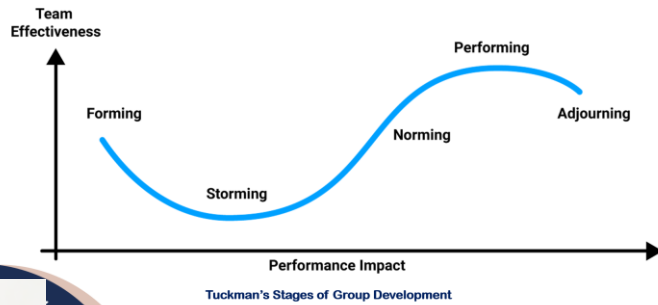 Team
Effectiveness
Performing
Forming
Adjourning
Norming
Storming
Performance Impact
Tuckman's Stages of Group Development